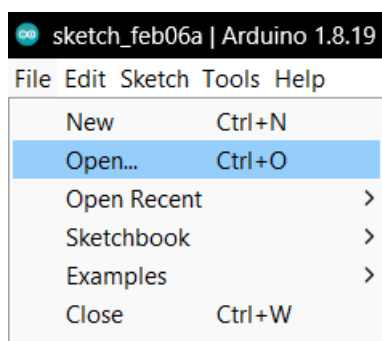 sketch_feb06a | Arduino 1.8.19
File Edit Sketch Tools Help
New Ctrl+N
Open... Ctrl+O
Open Recent >
Sketchbook >
Examples >
Close Ctrl+W